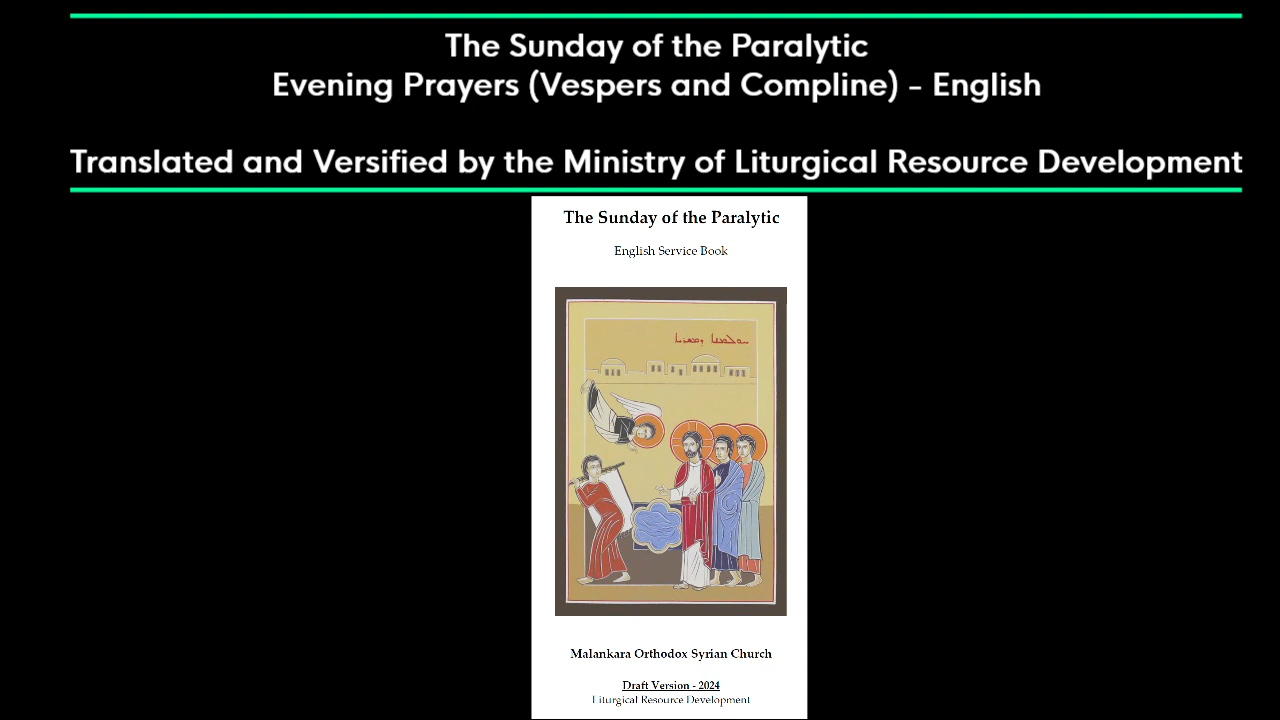 The Sunday of the Paralytic
Evening Prayers (Vespers and Compline) – English
Translated and Versified by the Ministry of Liturgical Resource Development
The Sunday of the Paralytic
English Service Book
Malankara Orthodox Syrian Church
Draft Version - 2024
Liturgical Resource Development